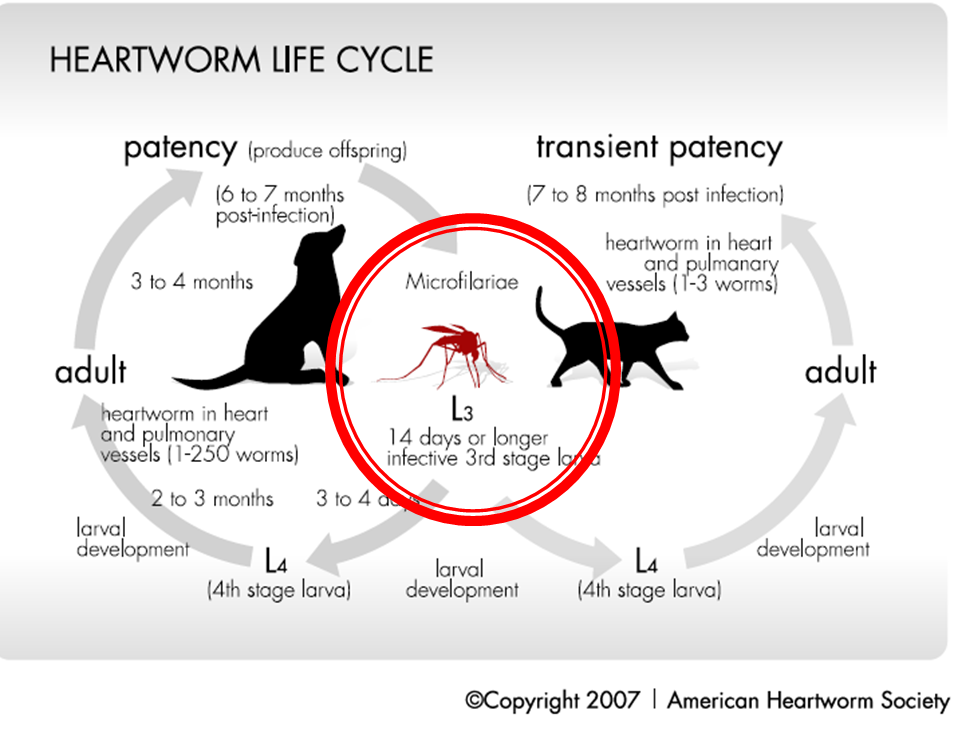 HEARTWORM LIFE CYCLE
patency (produce offspring)
(6 to 7 months
post-infection)
3 to 4 months
adult
heartworm in heart
and pulmonary
vessels (1-250 worms)
2 to 3 months
3 to 4 days
larval
development
L4
(4th stage larva)
Microfilariae
L3
14 days or longer
infective 3rd stage larva
larval
development
transient patency
(7 to 8 months post infection)
heartworm in heart
and pulmanary
vessels (1-3 worms)
adult
larval
development
L4
(4th stage larva)
©Copyright 2007 | American Heartworm Society